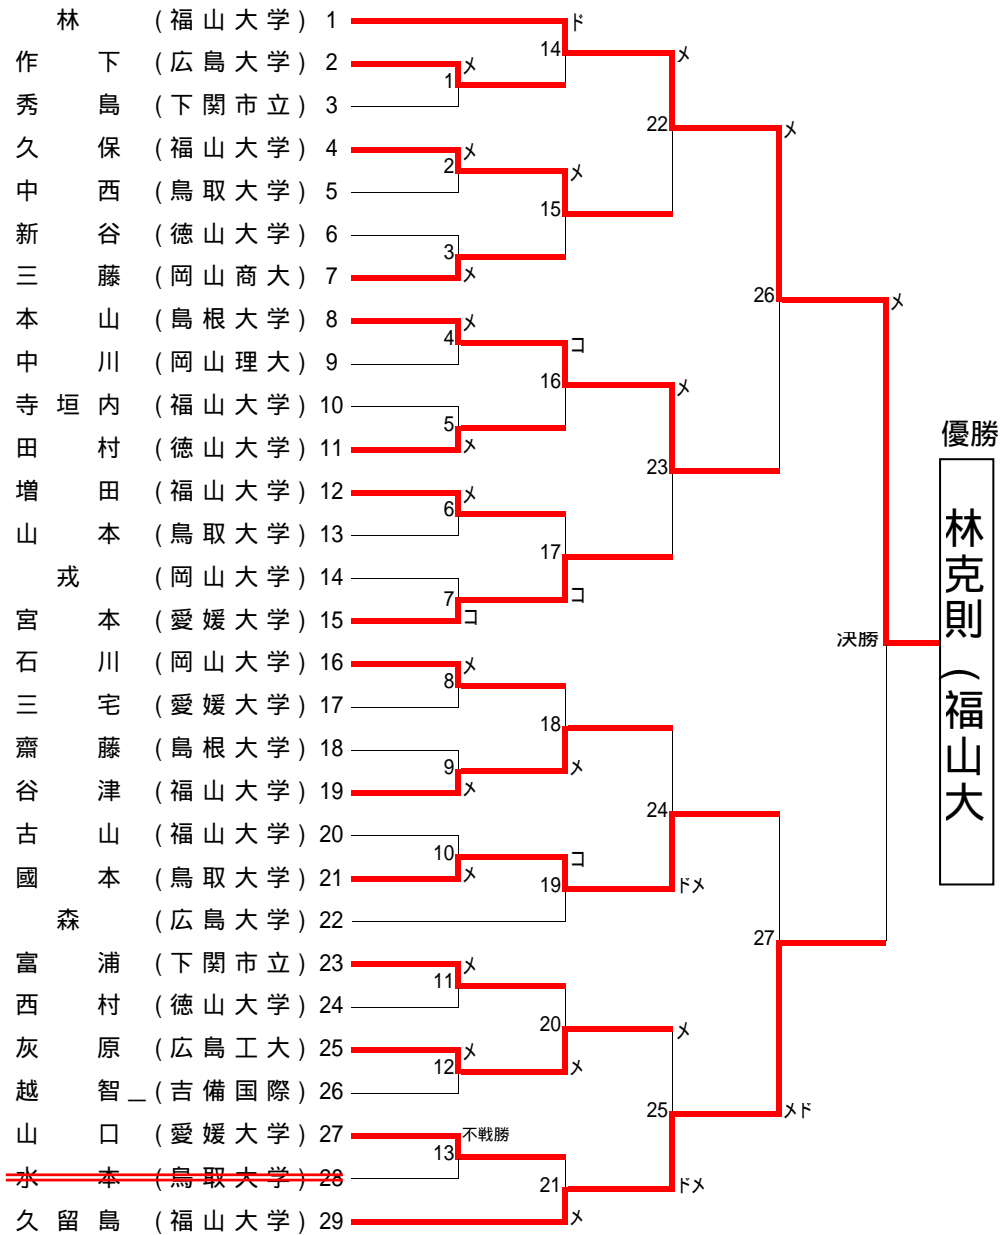 林 (福山大学) 1
作下 (広島大学) 2
秀島 (下関市立) 3
久保 (福山大学) 4
中西 (鳥取大学) 5
新谷 (徳山大学) 6
三藤 (岡山商大) 7
本山 (島根大学) 8
中川 (岡山理大) 9
寺垣内 (福山大学) 10
田村 (徳山大学) 11
増田 (福山大学) 12
山本 (鳥取大学) 13
戎 (岡山大学) 14
宮本 (愛媛大学) 15
石川 (岡山大学) 16
三宅 (愛媛大学) 17
齋藤 (島根大学) 18
谷津 (福山大学) 19
古山 (福山大学) 20
國本 (鳥取大学) 21
森 (広島大学) 22
富浦 (下関市立) 23
西村 (徳山大学) 24
灰原 (広島工大) 25
越智_(吉備国際) 26
山口 (愛媛大学) 27
水本 (鳥取大学) 28
久留島 (福山大学) 29
1 メ
2 メ
3 メ
4 メ
5 メ
6 メ
7 コ
8 メ
9 メ
10 メ
11 メ
12 メ
13 不戦勝
14 ド
15 メ
16 コ
17 コ
18 メ
19 コ
20 メ
21 メ
22 メ
23 メ
24 ドメ
メ
25 ドメ
26 メ
27 メド
決勝 メ
優勝
林克則(福山大